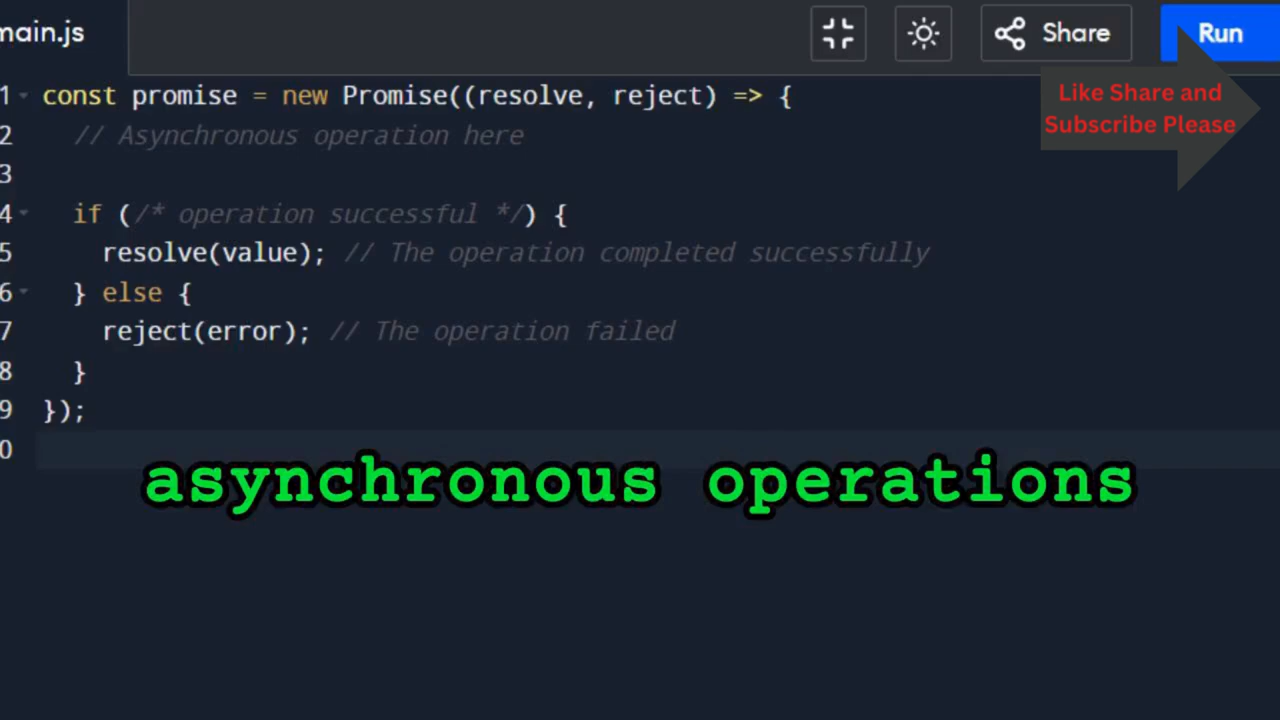 main.js
Share
Run
Like Share and
Subscribe Please
1 const promise = new Promise((resolve, reject) => {
2 // Asynchronous operation here
3
4 if (/* operation successful */) {
5 resolve(value); // The operation completed successfully
6 } else {
7 reject(error); // The operation failed
8 }
9 });
0
asynchronous operations